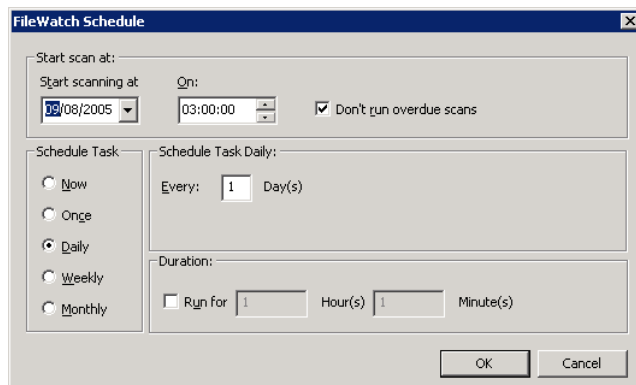 FileWatch Schedule
Start scan at:
Start scanning at On:
09/08/2005 03:00:00 Don't run overdue scans
Schedule Task
Now
Once
Daily
Weekly
Monthly
Schedule Task Daily:
Every: 1 Day(s)
Duration:
Run for 1 Hour(s) 1 Minute(s)
OK Cancel